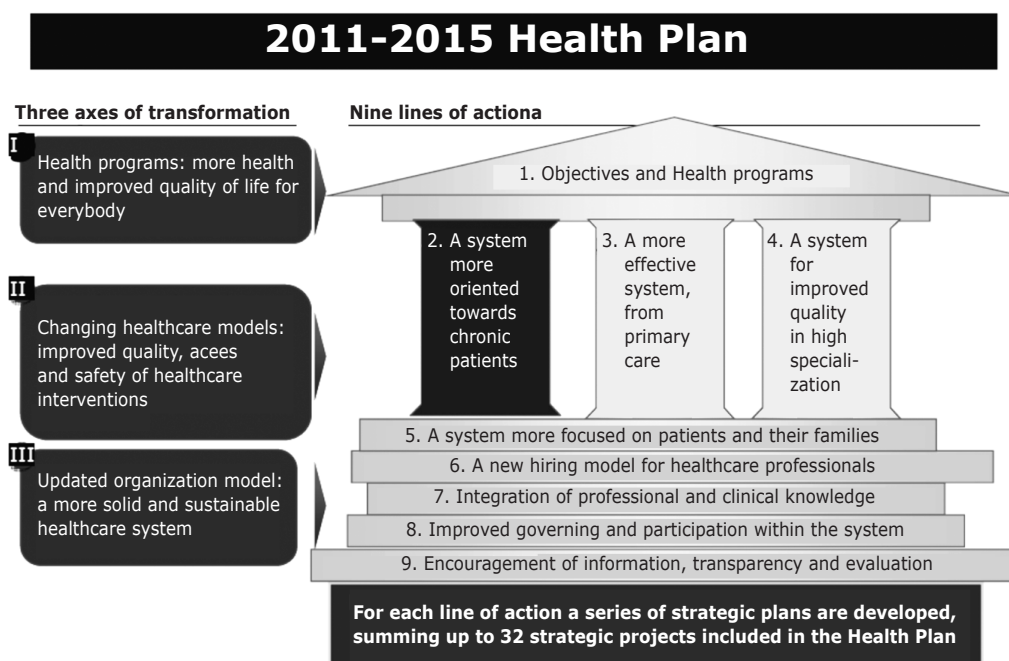 2011-2015 Health Plan
Three axes of transformation
I
Health programs: more health
and improved quality of life for
everybody
II
Changing healthcare models:
improved quality, acees
and safety of healthcare
interventions
III
Updated organization model:
a more solid and sustainable
healthcare system
Nine lines of actiona
1. Objectives and Health programs
2. A system
more
oriented
towards
chronic
patients
3. A more
effective
system,
from
primary
care
4. A system
for
improved
quality
in high
speciali-
zation
5. A system more focused on patients and their families
6. A new hiring model for healthcare professionals
7. Integration of professional and clinical knowledge
8. Improved governing and participation within the system
9. Encouragement of information, transparency and evaluation
For each line of action a series of strategic plans are developed,
summing up to 32 strategic projects included in the Health Plan